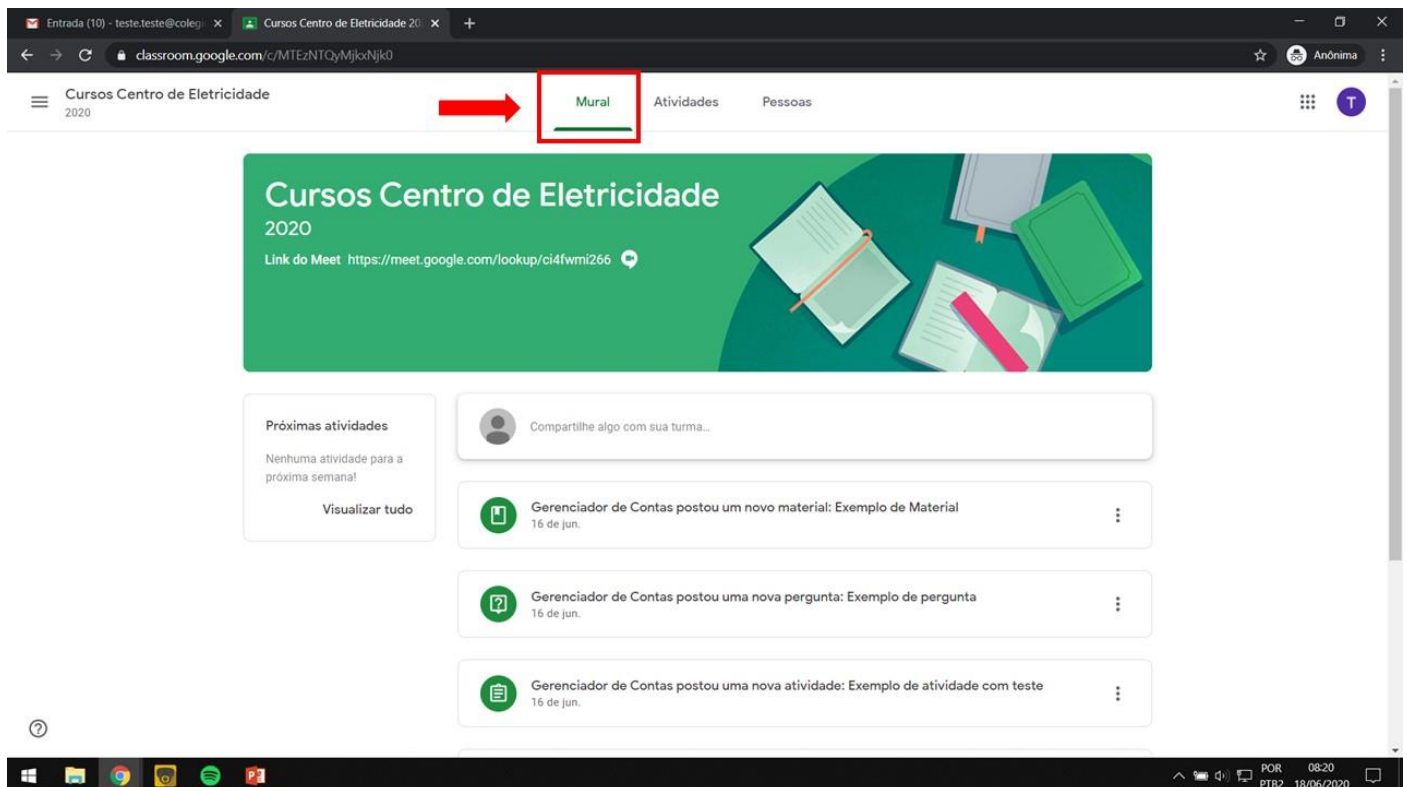 Entrada (10) - teste.teste@colegi
Cursos Centro de Eletricidade 20
classroom.google.com/c/MTEzNTQyMjkxNjk0
Anônima
Cursos Centro de Eletricidade
2020
Mural
Atividades
Pessoas
T
Cursos Centro de Eletricidade
2020
Link do Meet https://meet.google.com/lookup/ci4fwmi266
Próximas atividades
Nenhuma atividade para a
próxima semana!
Visualizar tudo
Compartilhe algo com sua turma...
Gerenciador de Contas postou um novo material: Exemplo de Material
16 de jun.
Gerenciador de Contas postou uma nova pergunta: Exemplo de pergunta
16 de jun.
Gerenciador de Contas postou uma nova atividade: Exemplo de atividade com teste
16 de jun.
POR
PTB2
08:20
18/06/2020